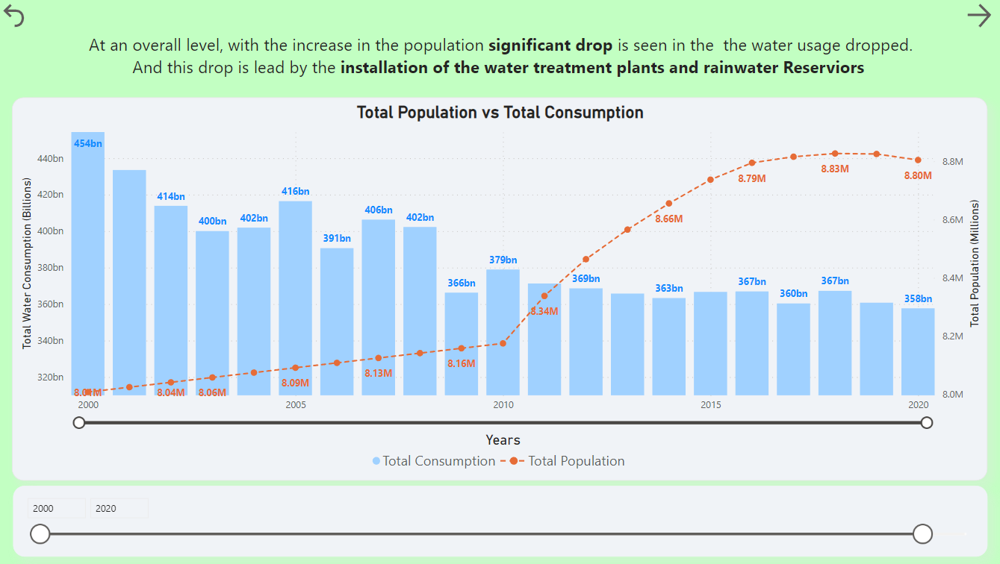 At an overall level, with the increase in the population significant drop is seen in the  the water usage dropped.
And this drop is lead by the installation of the water treatment plants and rainwater Reserviors
Total Population vs Total Consumption
Total Water Consumption (Billions)
440bn
420bn
400bn
380bn
360bn
340bn
320bn
454bn
414bn
400bn
402bn
416bn
391bn
406bn
402bn
366bn
379bn
369bn
363bn
367bn
360bn
367bn
358bn
8.04M
8.06M
8.09M
8.13M
8.16M
8.34M
8.66M
8.79M
8.83M
8.80M
8.8M
8.6M
8.4M
8.2M
8.0M
Total Population (Millions)
2000 2005 2010 2015 2020
Years
Total Consumption Total Population
2000 2020